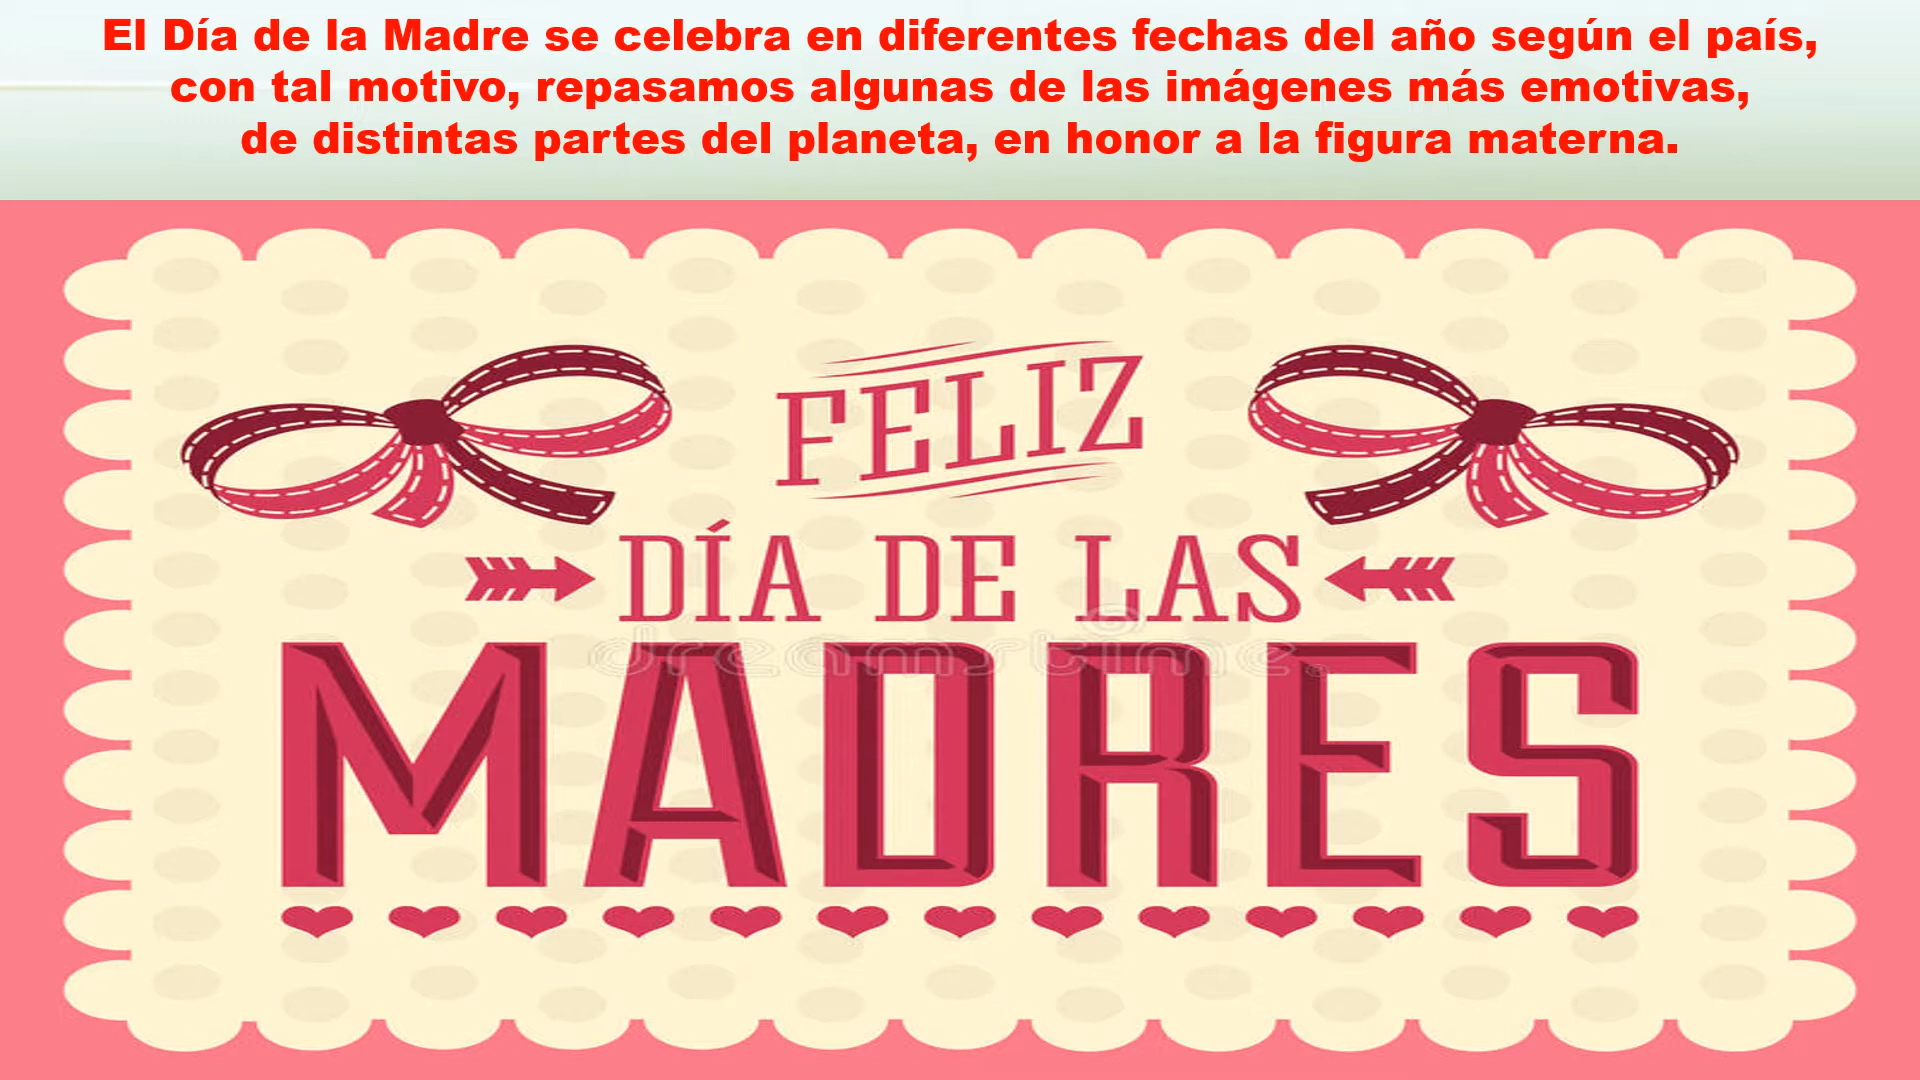 El Día de la Madre se celebra en diferentes fechas del año según el país,
con tal motivo, repasamos algunas de las imágenes más emotivas,
de distintas partes del planeta, en honor a la figura materna.
FELIZ
DÍA DE LAS
dreamstime.
MADRES